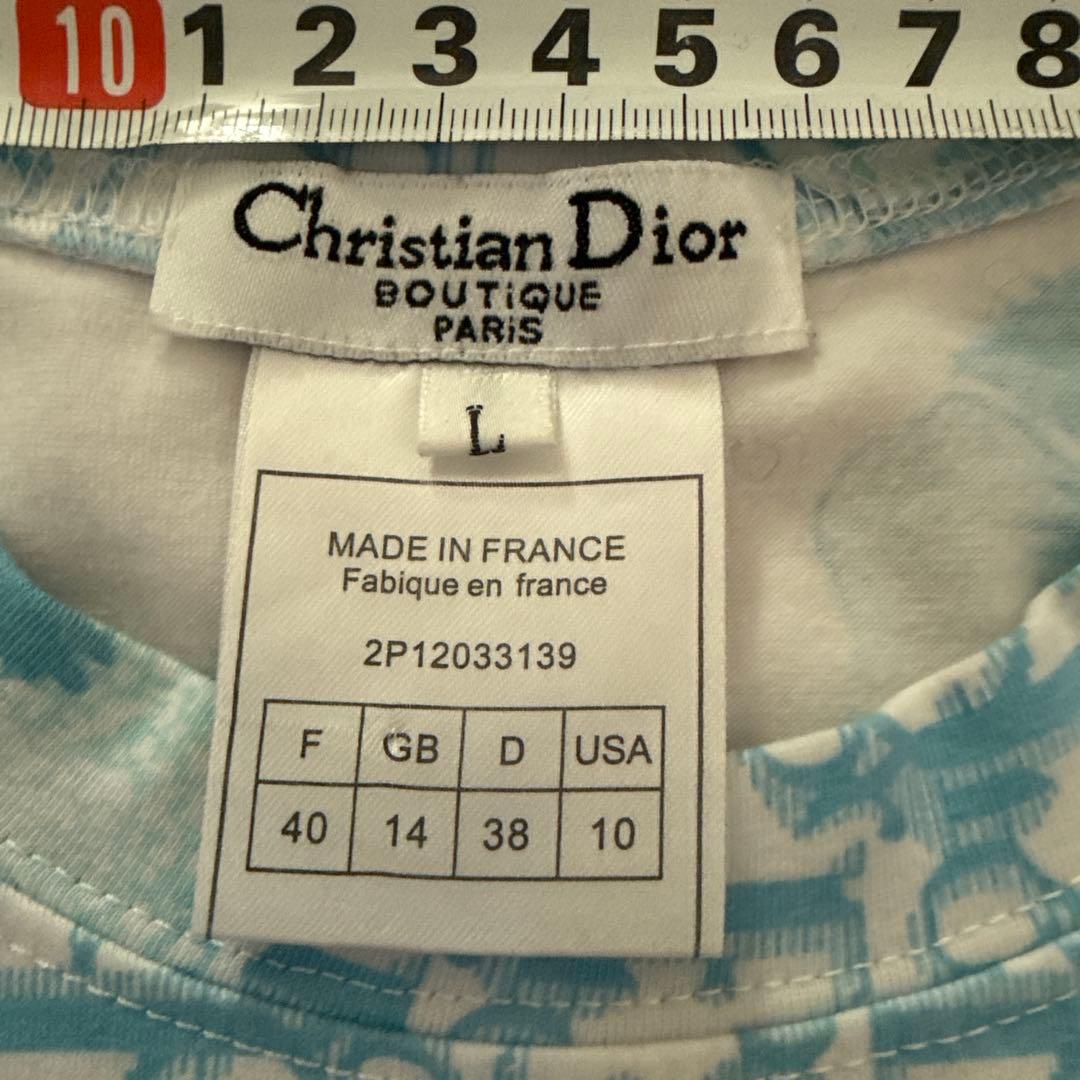 10 1 2 3 4 5 6 7 8
Christian Dior
BOUTiQUE
PARiS
L
MADE IN FRANCE
Fabique en france
2P12033139
F GB D USA
40 14 38 10